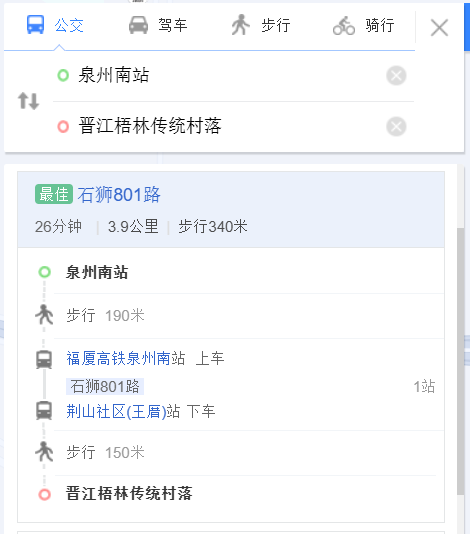 公交 驾车 步行 骑行
泉州南站
晋江梧林传统村落
最佳 石狮801路
26分钟 | 3.9公里 | 步行340米
泉州南站
步行 190米
福厦高铁泉州南站 上车
石狮801路 1站
荆山社区(王厝)站 下车
步行 150米
晋江梧林传统村落